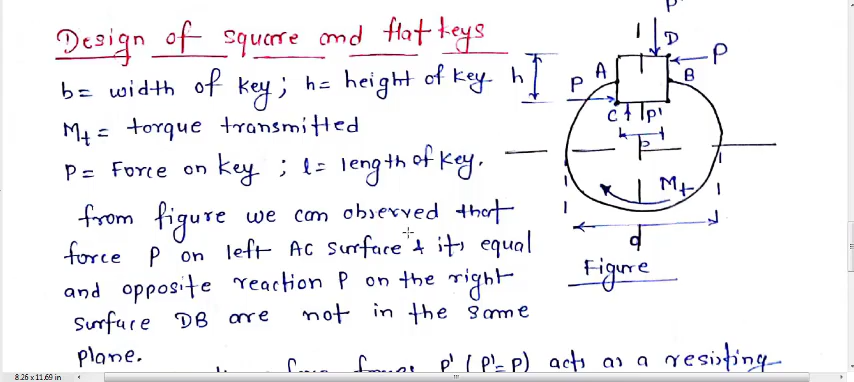 Design of square and flat keys
b= width of key; h= height of key
Mt = torque transmitted
P= Force on key ; l= length of key.
from figure we can observed that
force P on left AC surface & its equal
and opposite reaction P on the right
surface DB are not in the same
plane.
force P' (P'=P) acts as a resisting
P'
D
P
h
A
B
P
C
P'
b
Mt
d
Figure
8.26 x 11.69 in